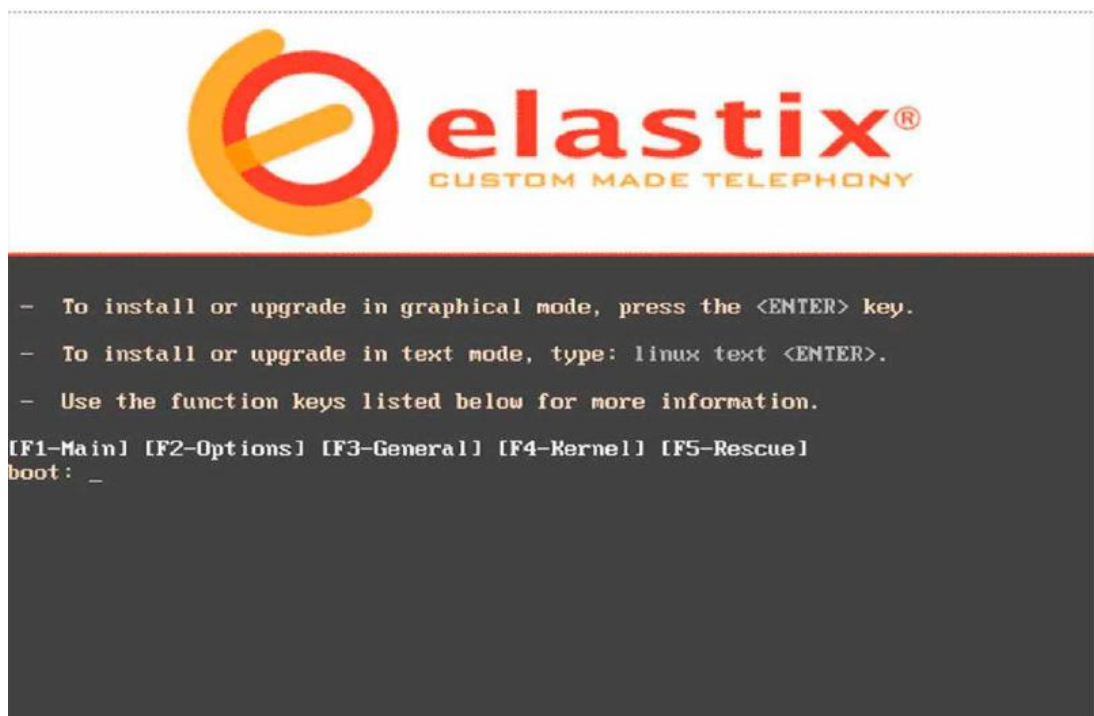 elastix®
CUSTOM MADE TELEPHONY
- To install or upgrade in graphical mode, press the <ENTER> key.
- To install or upgrade in text mode, type: linux text <ENTER>.
- Use the function keys listed below for more information.
[F1-Main] [F2-Options] [F3-General] [F4-Kernel] [F5-Rescue]
boot: _